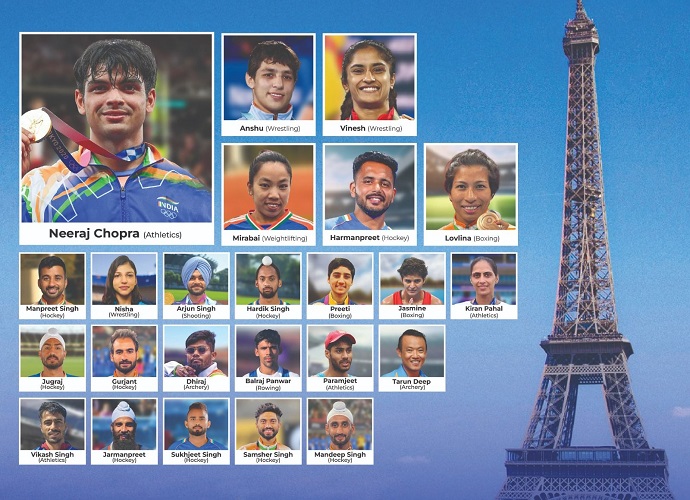 INDIA
Neeraj Chopra (Athletics)
Anshu (Wrestling)
Vinesh (Wrestling)
Mirabai (Weightlifting)
Harmanpreet (Hockey)
Lovlina (Boxing)
Manpreet Singh
(Hockey)
Nisha
(Wrestling)
Arjun Singh
(Shooting)
Hardik Singh
(Hockey)
Preeti
(Boxing)
Jasmine
(Boxing)
Kiran Pahal
(Athletics)
Jugraj
(Hockey)
Gurjant
(Hockey)
Dhiraj
(Archery)
Balraj Panwar
(Rowing)
Paramjeet
(Athletics)
Tarun Deep
(Archery)
Vikash Singh
(Athletics)
Jarmanpreet
(Hockey)
Sukhjeet Singh
(Hockey)
Samsher Singh
(Hockey)
Mandeep Singh
(Hockey)